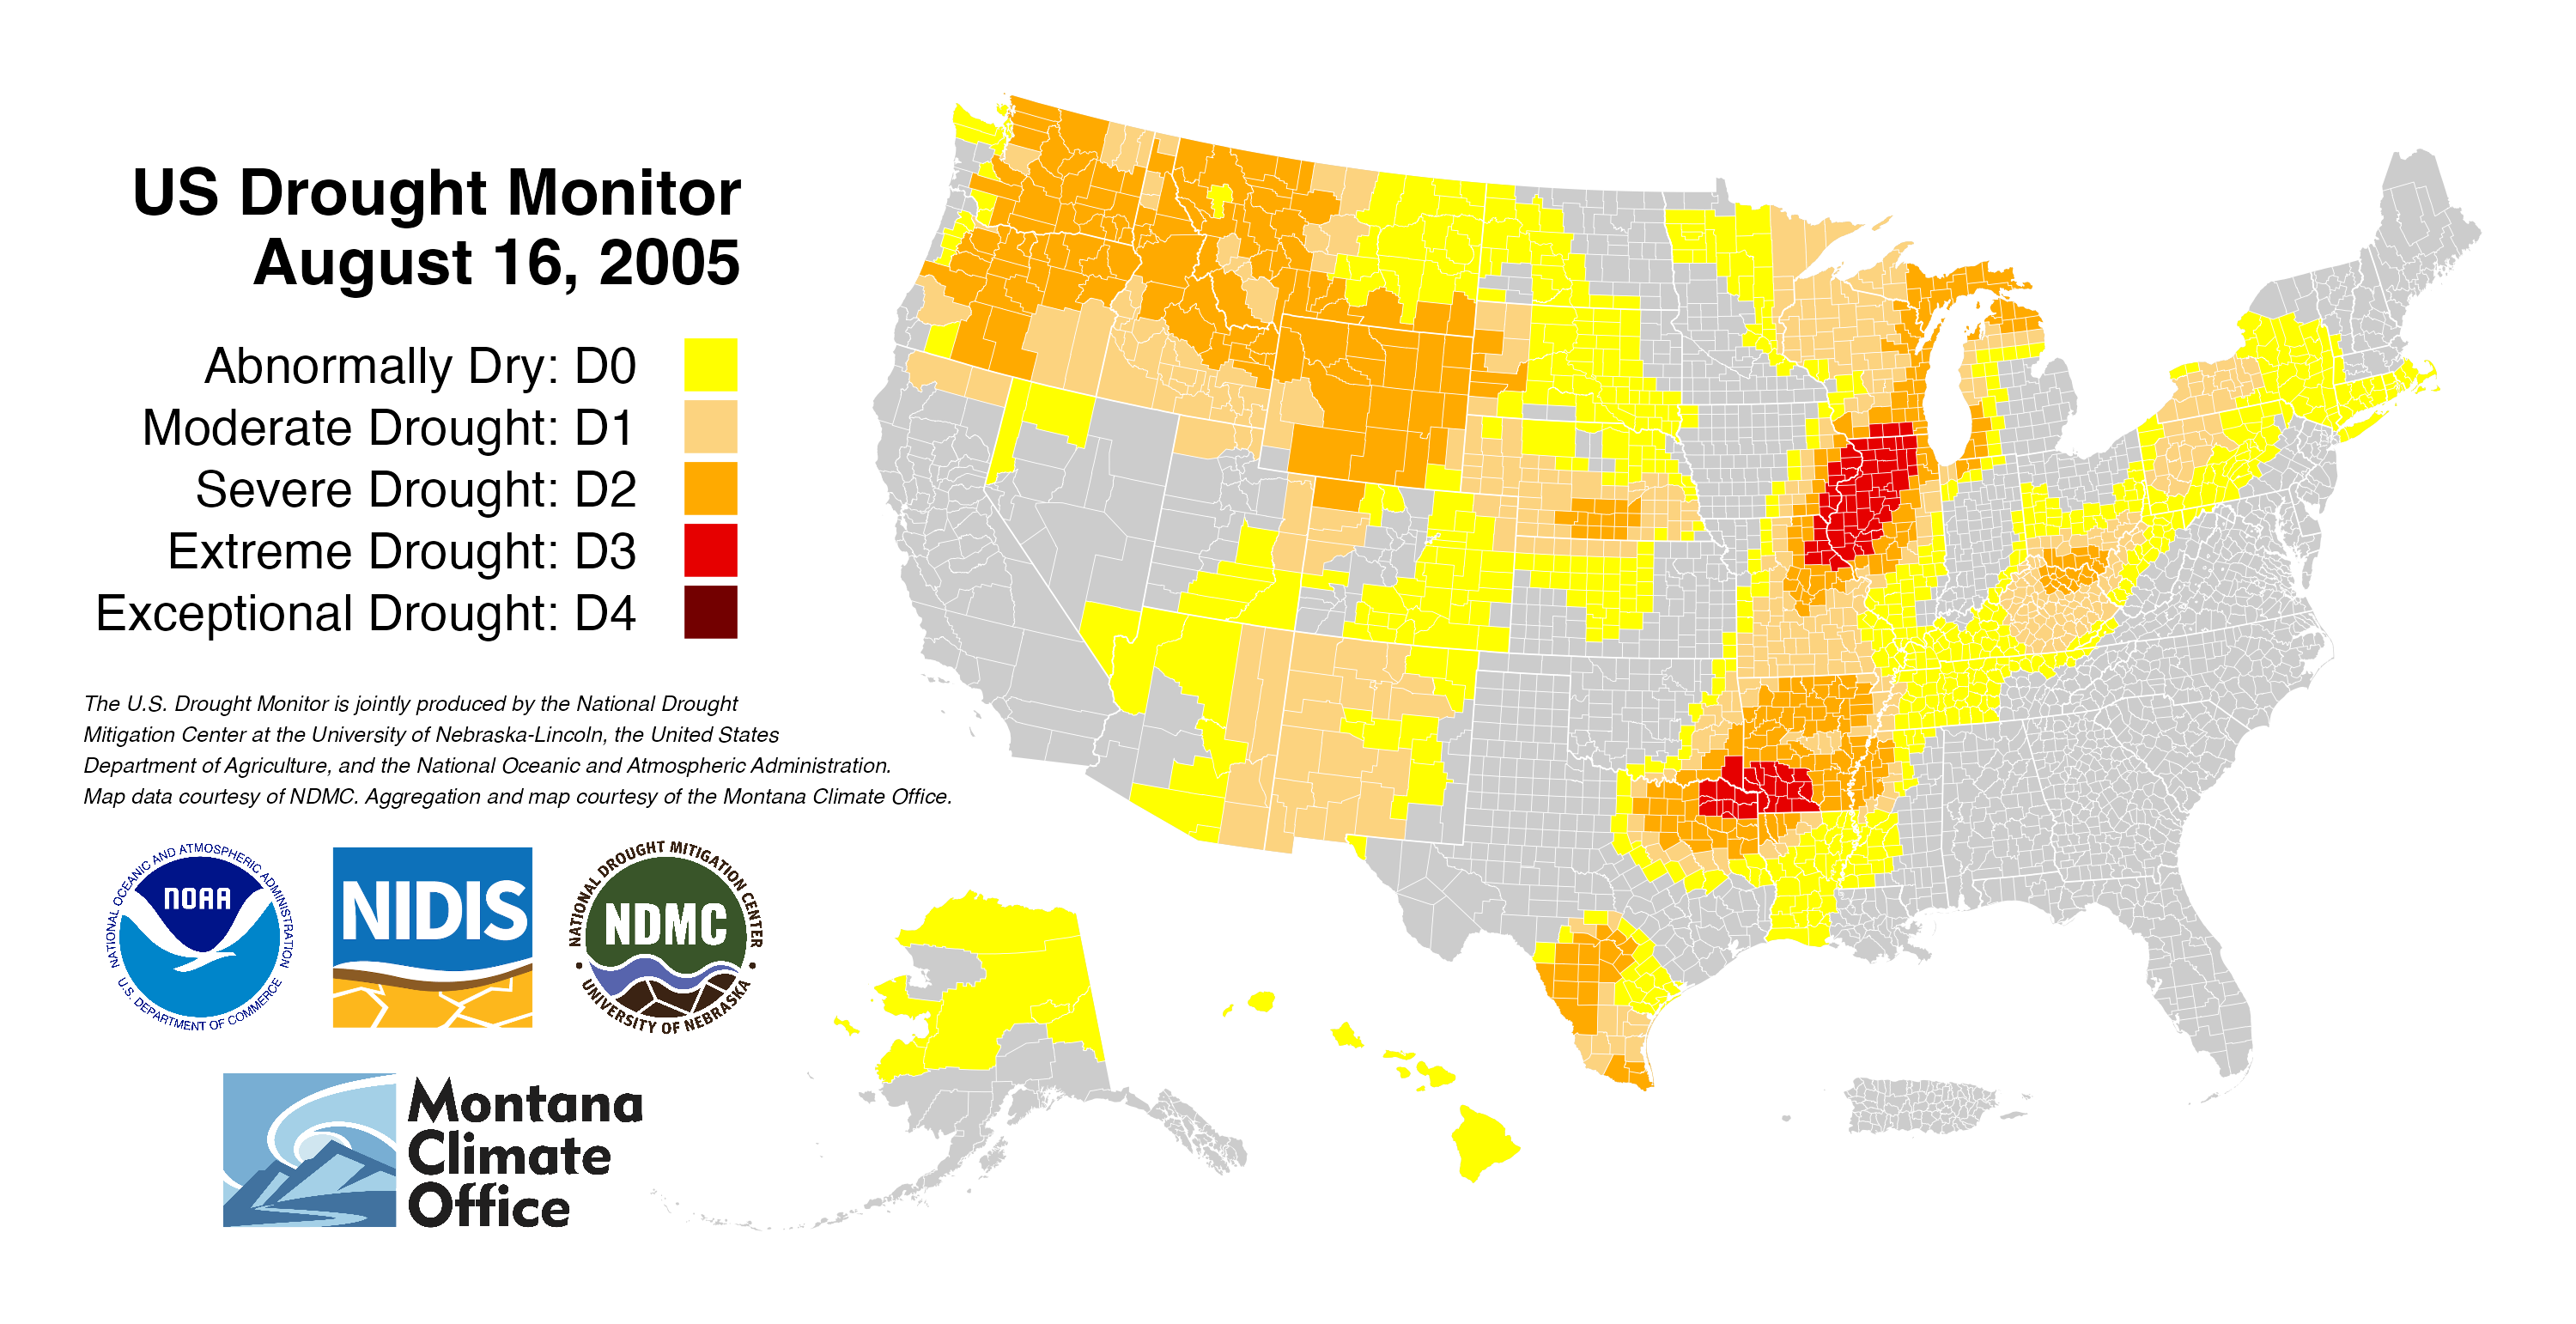 US Drought Monitor
August 16, 2005
Abnormally Dry: D0
Moderate Drought: D1
Severe Drought: D2
Extreme Drought: D3
Exceptional Drought: D4
The U.S. Drought Monitor is jointly produced by the National Drought
Mitigation Center at the University of Nebraska-Lincoln, the United States
Department of Agriculture, and the National Oceanic and Atmospheric Administration.
Map data courtesy of NDMC. Aggregation and map courtesy of the Montana Climate Office.
NATIONAL OCEANIC AND ATMOSPHERIC ADMINISTRATION
NOAA
U.S. DEPARTMENT OF COMMERCE
NIDIS
NATIONAL DROUGHT MITIGATION CENTER
NDMC
UNIVERSITY OF NEBRASKA
Montana
Climate
Office